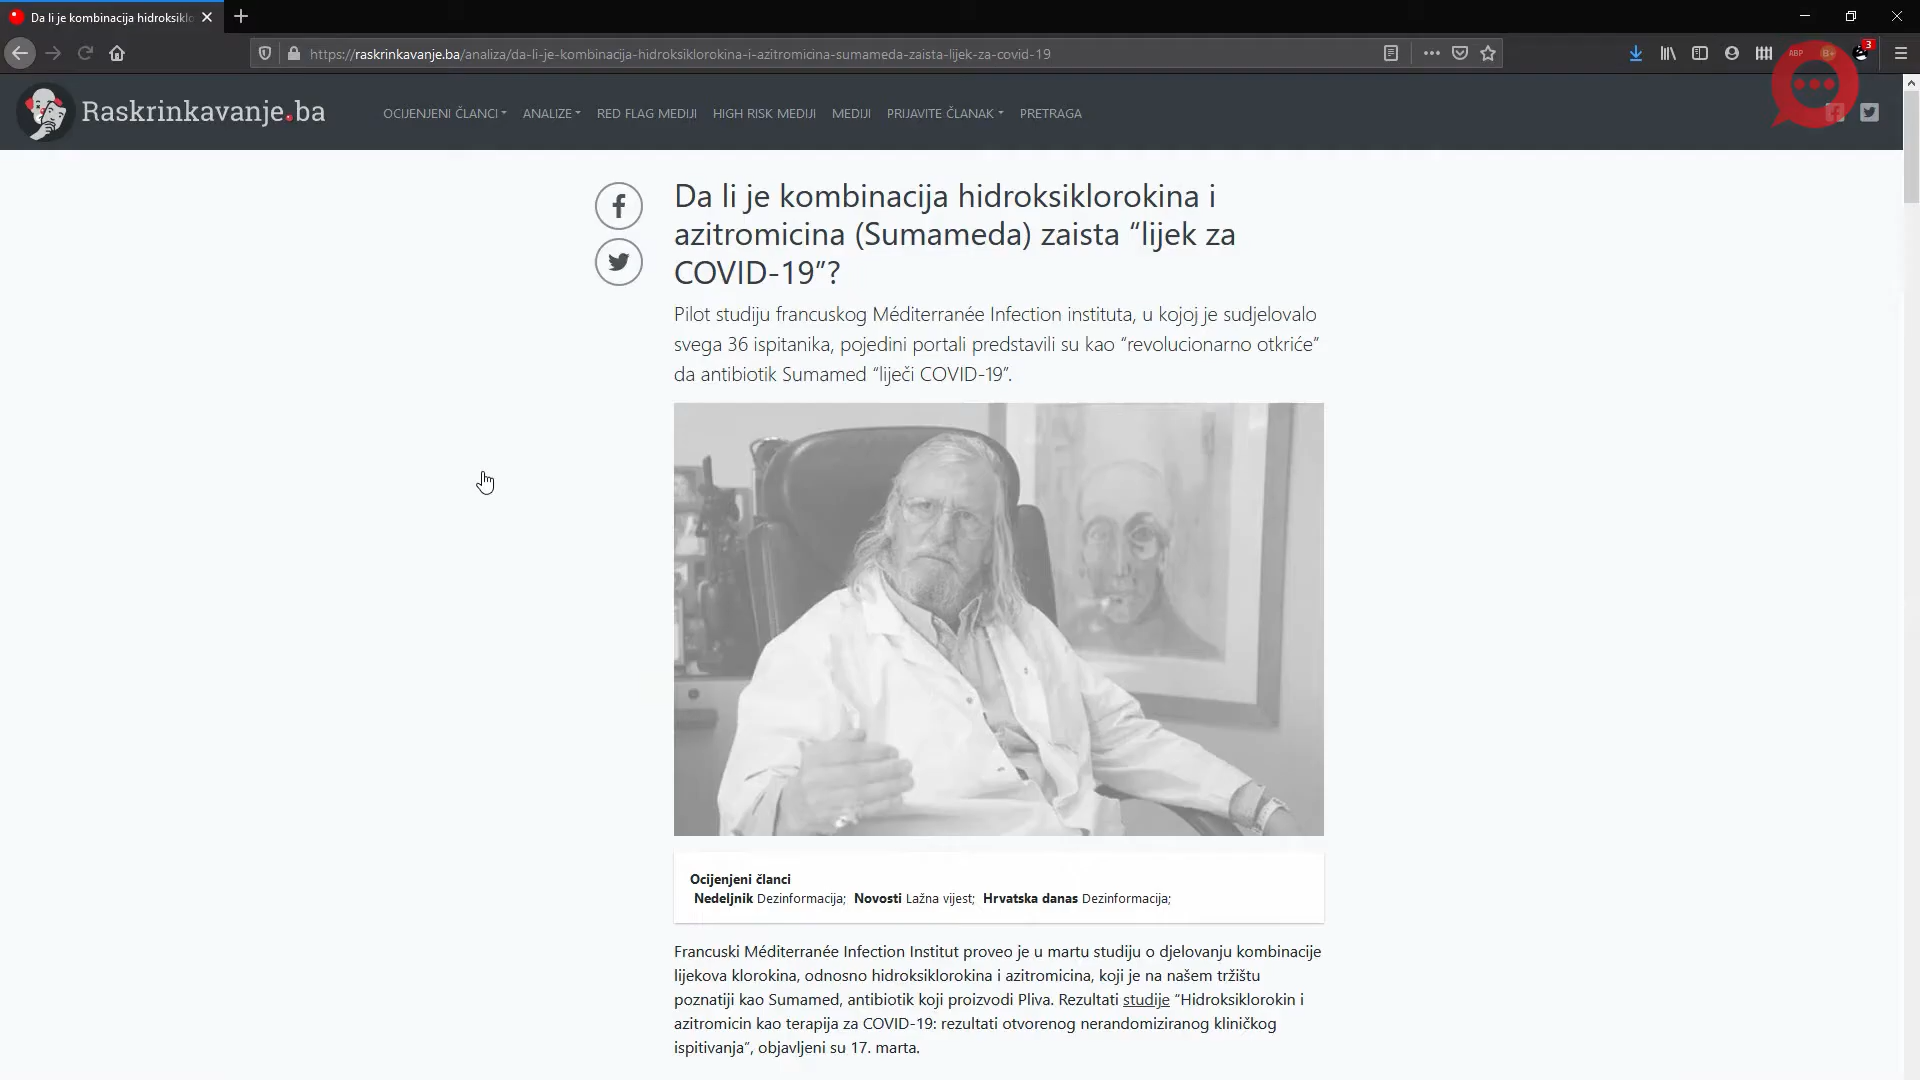 Da li je kombinacija hidroksiklo
https://raskrinkavanje.ba/analiza/da-li-je-kombinacija-hidroksiklorokina-i-azitromicina-sumameda-zaista-lijek-za-covid-19
ABP
3
Raskrinkavanje.ba
OCIJENJENI ČLANCI
ANALIZE
RED FLAG MEDIJI
HIGH RISK MEDIJI
MEDIJI
PRIJAVITE ČLANAK
PRETRAGA
Da li je kombinacija hidroksiklorokina i
azitromicina (Sumameda) zaista “lijek za
COVID-19”?
Pilot studiju francuskog Méditerranée Infection instituta, u kojoj je sudjelovalo
svega 36 ispitanika, pojedini portali predstavili su kao “revolucionarno otkriće”
da antibiotik Sumamed “liječi COVID-19”.
Ocijenjeni članci
Nedeljnik Dezinformacija; Novosti Lažna vijest; Hrvatska danas Dezinformacija;
Francuski Méditerranée Infection Institut proveo je u martu studiju o djelovanju kombinacije
lijekova klorokina, odnosno hidroksiklorokina i azitromicina, koji je na našem tržištu
poznatiji kao Sumamed, antibiotik koji proizvodi Pliva. Rezultati studije “Hidroksiklorokin i
azitromicin kao terapija za COVID-19: rezultati otvorenog nerandomiziranog kliničkog
ispitivanja”, objavljeni su 17. marta.